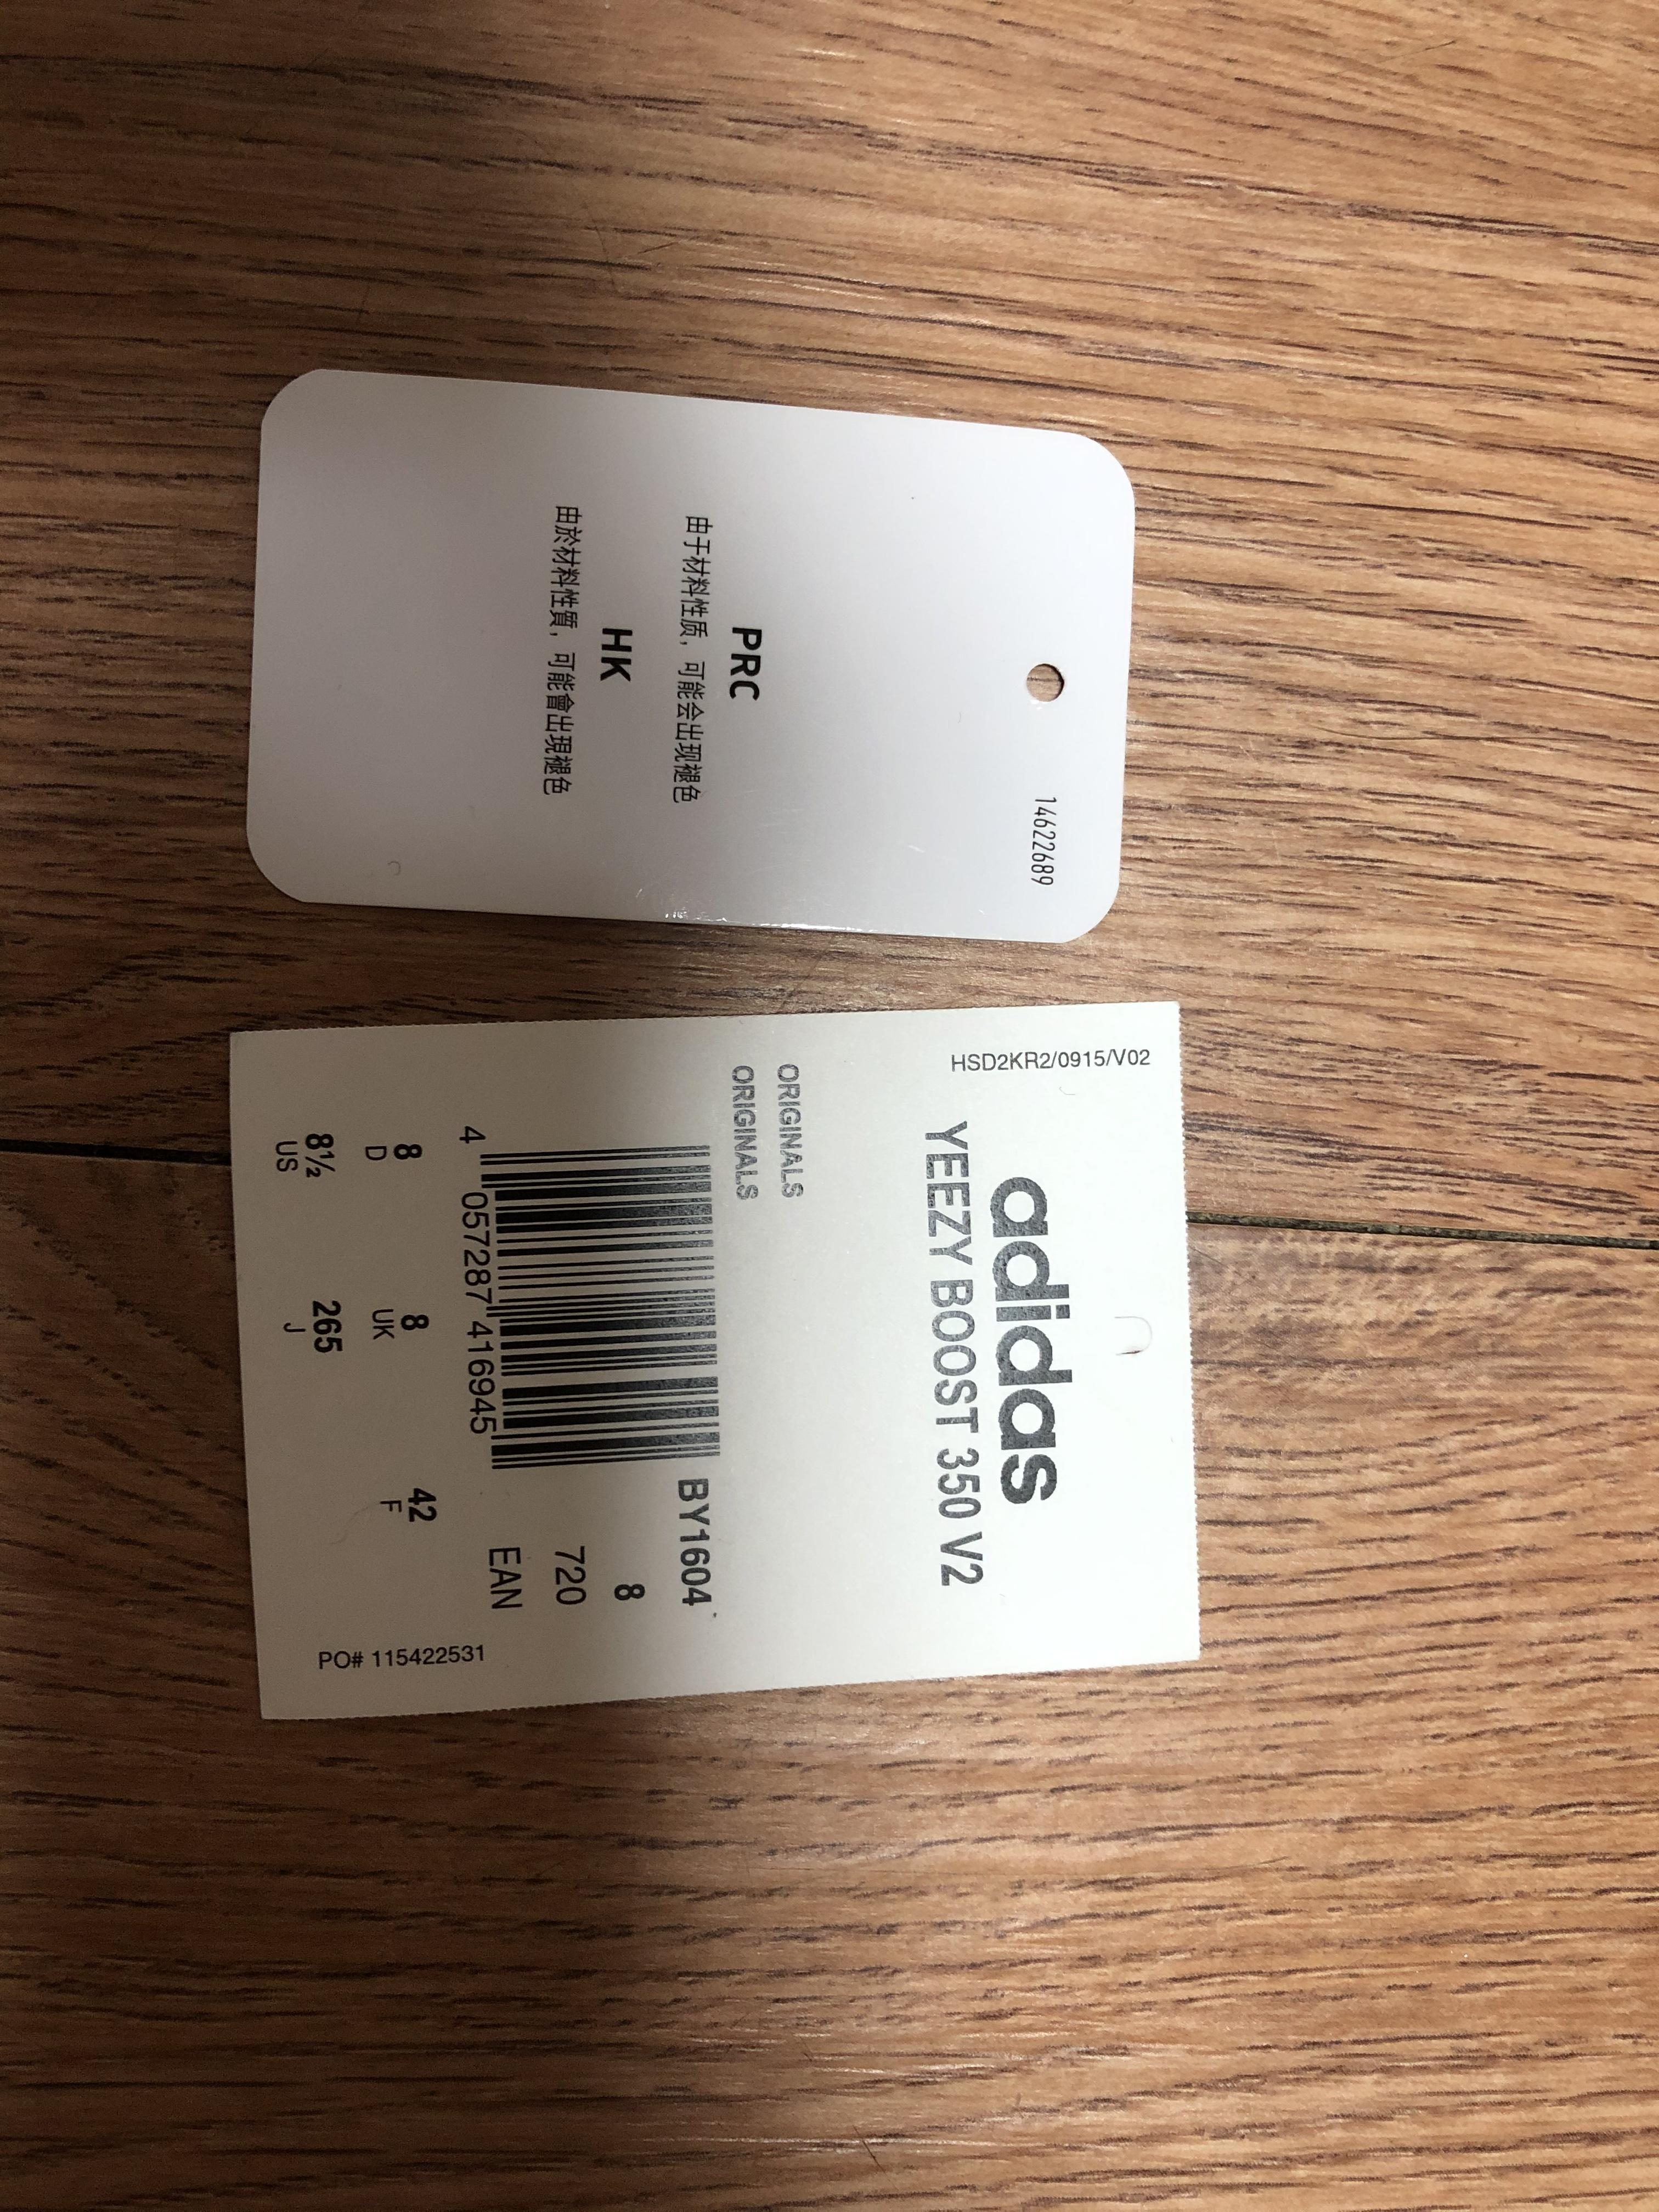 14622689
PRC
由于材料性质，可能会出现褪色
HK
由於材料性質，可能會出現褪色
HSD2KR2/0915/V02
adidas
YEEZY BOOST 350 V2
ORIGINALS
ORIGINALS
BY1604
8
720
EAN
4 057287 416945
8 8 42
D UK F
8½ 265
US J
PO# 115422531